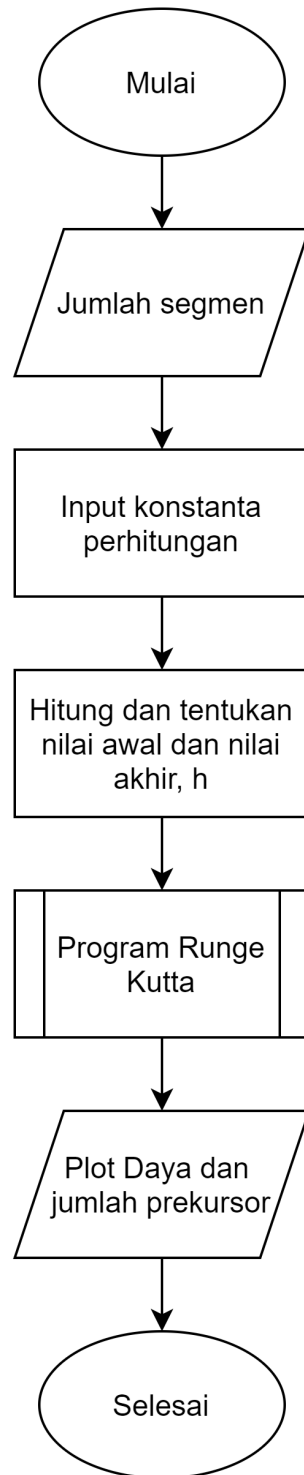 Mulai
Jumlah segmen
Input konstanta
perhitungan
Hitung dan tentukan
nilai awal dan nilai
akhir, h
Program Runge
Kutta
Plot Daya dan
jumlah prekursor
Selesai